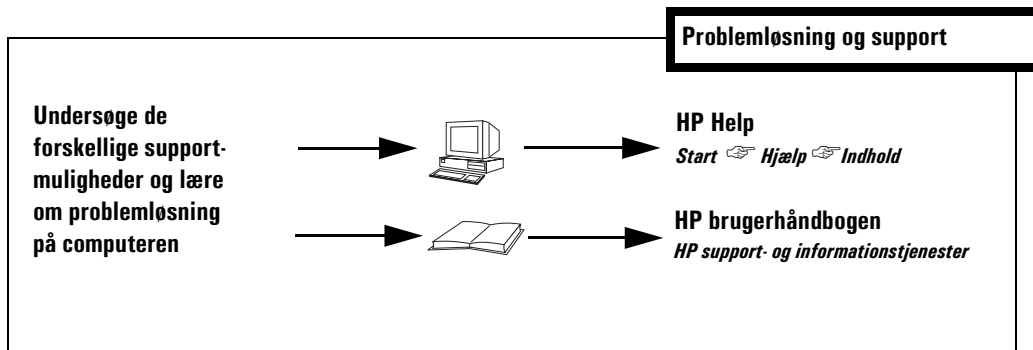 Problemløsning og support
Undersøge de
forskellige support-
muligheder og lære
om problemløsning
på computeren
HP Help
Start ☞ Hjælp ☞ Indhold
HP brugerhåndbogen
HP support- og informationstjenester